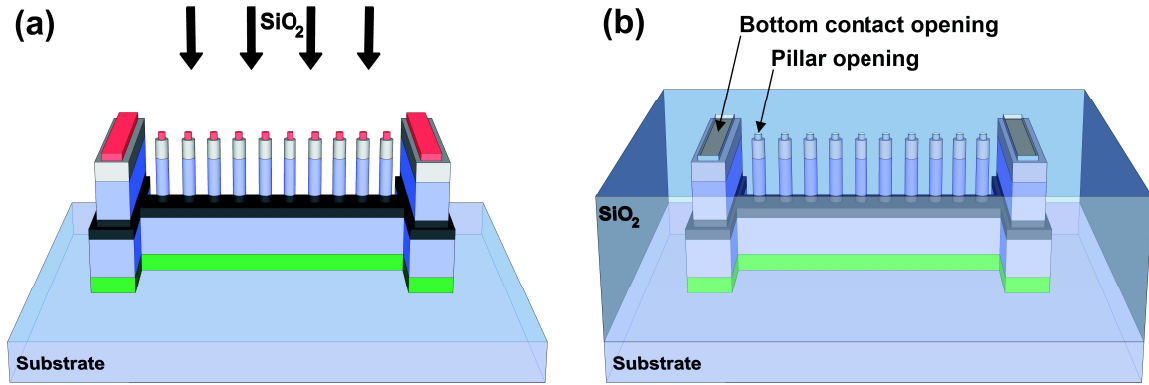 (a)
SiO2
Substrate
(b)
Bottom contact opening
Pillar opening
SiO2
Substrate